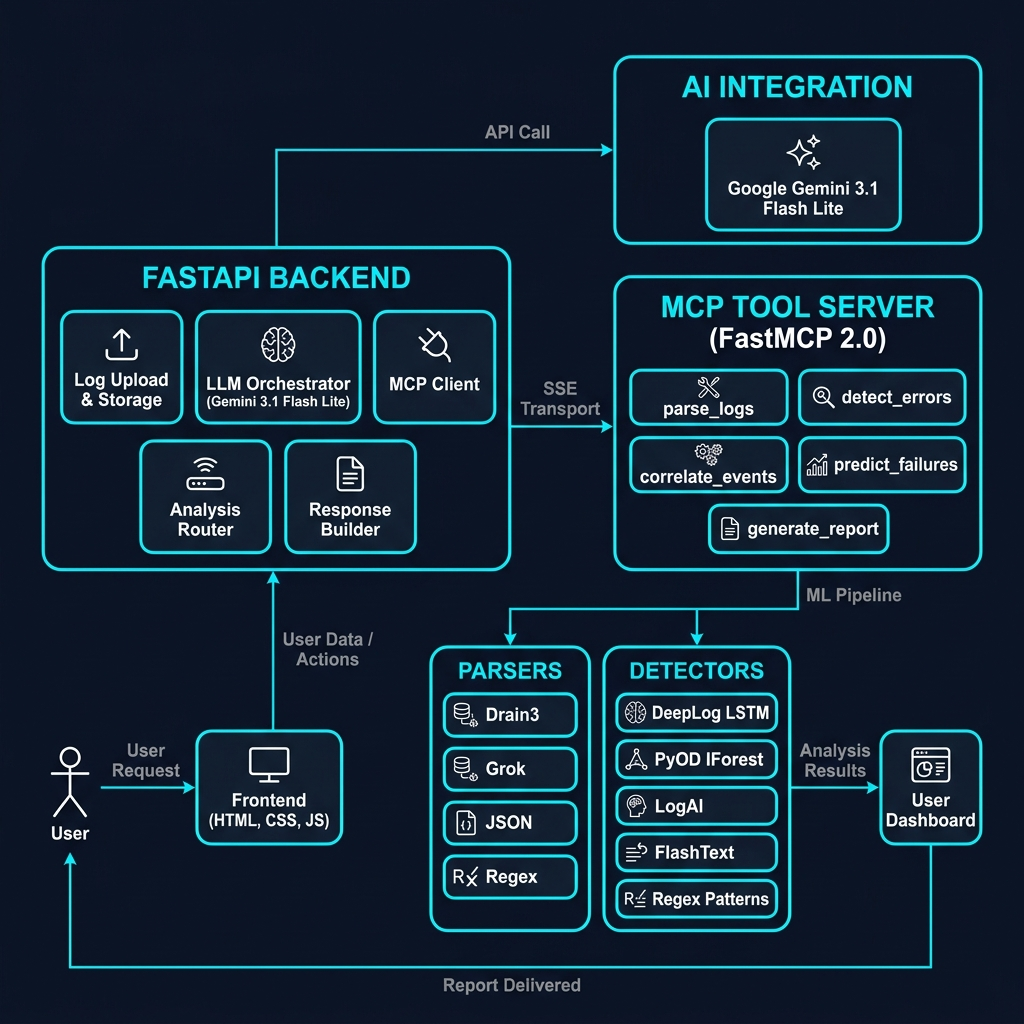 AI INTEGRATION
API Call
Google Gemini 3.1
Flash Lite
FASTAPI BACKEND
Log Upload
& Storage
LLM Orchestrator
(Gemini 3.1 Flash Lite)
MCP Client
Analysis
Router
Response
Builder
SSE
Transport
MCP TOOL SERVER
(FastMCP 2.0)
parse_logs
detect_errors
correlate_events
predict_failures
generate_report
ML Pipeline
User Data /
Actions
PARSERS
Drain3
Grok
JSON
Regex
DETECTORS
DeepLog LSTM
PyOD IForest
LogAI
FlashText
Regex Patterns
User
Request
User
Frontend
(HTML, CSS, JS)
Analysis
Results
User
Dashboard
Report Delivered